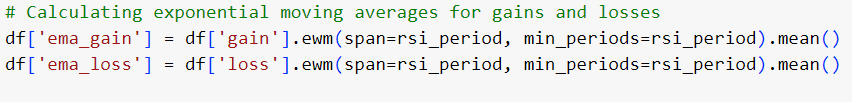 # Calculating exponential moving averages for gains and losses
df['ema_gain'] = df['gain'].ewm(span=rsi_period, min_periods=rsi_period).mean()
df['ema_loss'] = df['loss'].ewm(span=rsi_period, min_periods=rsi_period).mean()